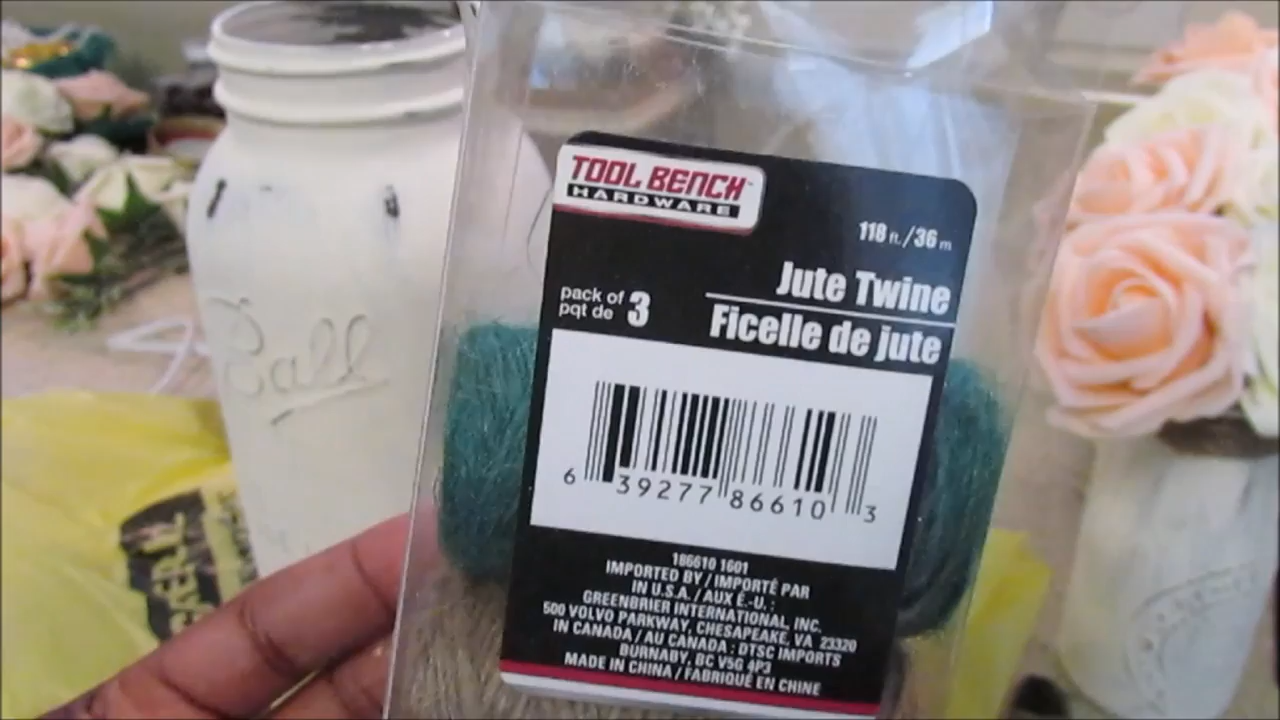 Ball
TOOL BENCH™
HARDWARE
118 ft./36 m
Jute Twine
Ficelle de jute
pack of
pqt de 3
6 39277 86610 3
186610 1601
IMPORTED BY / IMPORTÉ PAR
IN U.S.A. / AUX É.-U. :
GREENBRIER INTERNATIONAL, INC.
500 VOLVO PARKWAY, CHESAPEAKE, VA 23320
IN CANADA / AU CANADA : DTSC IMPORTS
BURNABY, BC V5G 4P3
MADE IN CHINA / FABRIQUÉ EN CHINE